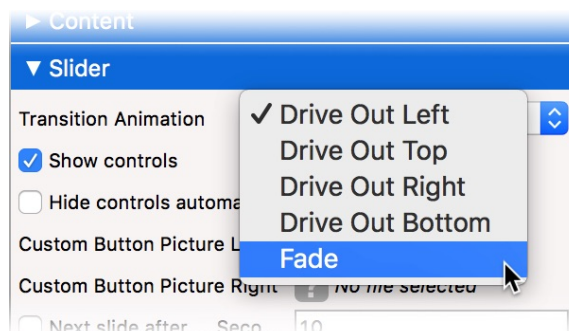 ▶ Content
▼ Slider
Transition Animation
✓ Drive Out Left
Drive Out Top
Show controls
Drive Out Right
Hide controls automa
Drive Out Bottom
Custom Button Picture L
Fade
Custom Button Picture Right ? No file selected
Next slide after Seco 10